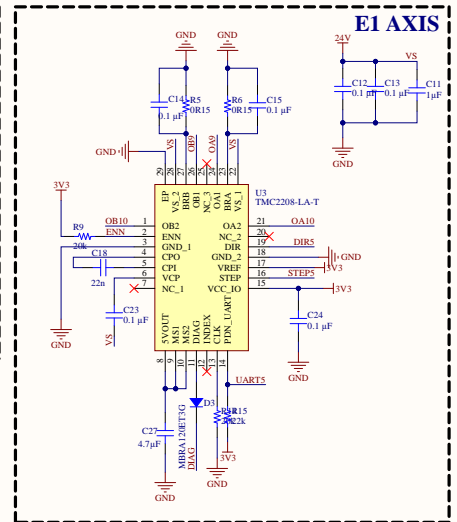 E1 AXIS
24V
VS
C12
0.1 µF
C13
0.1 µF
C11
1µF
GND
GND
GND
C14
0.1 µF
R5
0R15
R6
0R15
C15
0.1 µF
GND
VS
OB9
OA9
VS
29
28
27
26
25
24
23
22
EP
VS_2
BRB
OB1
NC_3
OA1
BRA
VS_1
U3
TMC2208-LA-T
3V3
R9
20k
OB10
ENN
1
2
3
4
5
6
7
OB2
ENN
GND_1
CPO
CPI
VCP
NC_1
OA2
NC_2
DIR
GND_2
VREF
STEP
VCC_IO
21
20
19
18
17
16
15
OA10
DIR5
GND
3V3
STEP5
3V3
C18
22n
C23
0.1 µF
VS
GND
C24
0.1 µF
GND
5VOUT
MS1
MS2
DIAG
INDEX
CLK
PDN_UART
8
9
10
11
12
13
14
UART5
C27
4.7µF
GND
MBRA120ET3G
D3
DIAG
R15
22k
GND
3V3